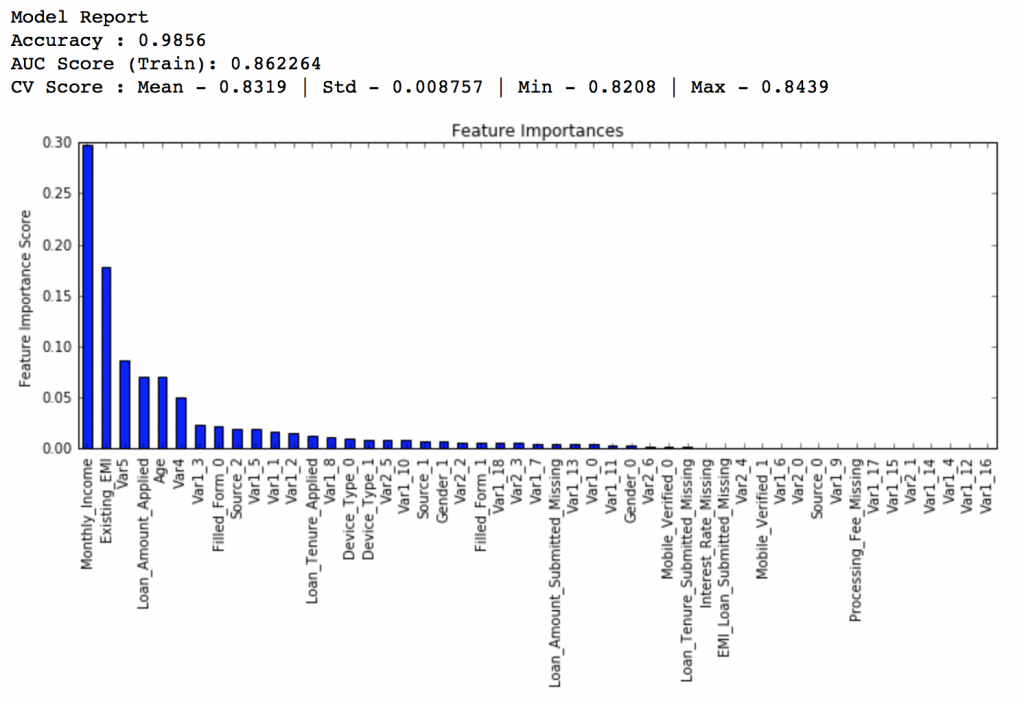 Model Report
Accuracy : 0.9856
AUC Score (Train): 0.862264
CV Score : Mean - 0.8319 | Std - 0.008757 | Min - 0.8208 | Max - 0.8439
Feature Importances
Feature Importance Score
0.30
0.25
0.20
0.15
0.10
0.05
0.00
Monthly_Income
Existing_EMI
Var5
Loan_Amount_Applied
Age
Var4
Var1_3
Filled_Form_0
Source_2
Var1_5
Var1_1
Var1_2
Loan_Tenure_Applied
Var1_8
Device_Type_0
Device_Type_1
Var2_5
Var1_10
Source_1
Gender_1
Var2_2
Filled_Form_1
Var1_18
Var2_3
Var1_7
Loan_Amount_Submitted_Missing
Var1_13
Var1_0
Var1_11
Gender_0
Var2_6
Mobile_Verified_0
Loan_Tenure_Submitted_Missing
Interest_Rate_Missing
EMI_Loan_Submitted_Missing
Var2_4
Mobile_Verified_1
Var1_6
Var2_0
Source_0
Var1_9
Processing_Fee_Missing
Var1_17
Var1_15
Var2_1
Var1_14
Var1_4
Var1_12
Var1_16